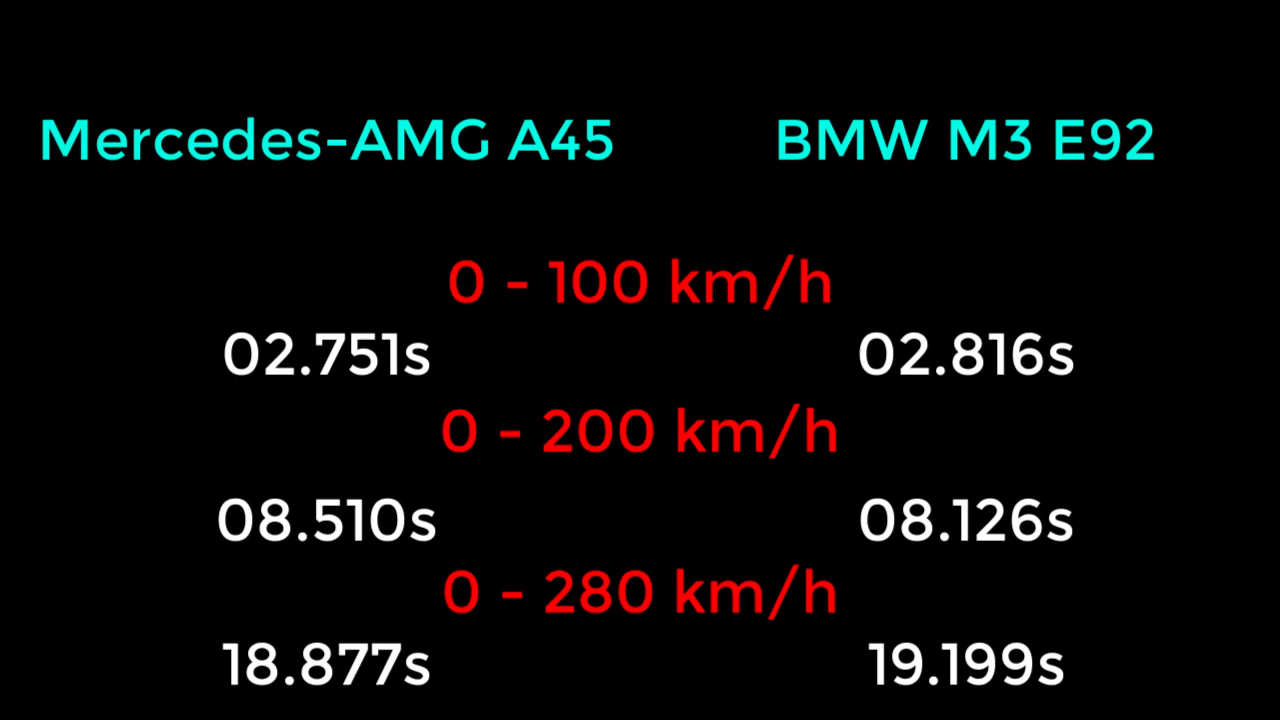 Mercedes-AMG A45 BMW M3 E92
0 - 100 km/h
02.751s 02.816s
0 - 200 km/h
08.510s 08.126s
0 - 280 km/h
18.877s 19.199s